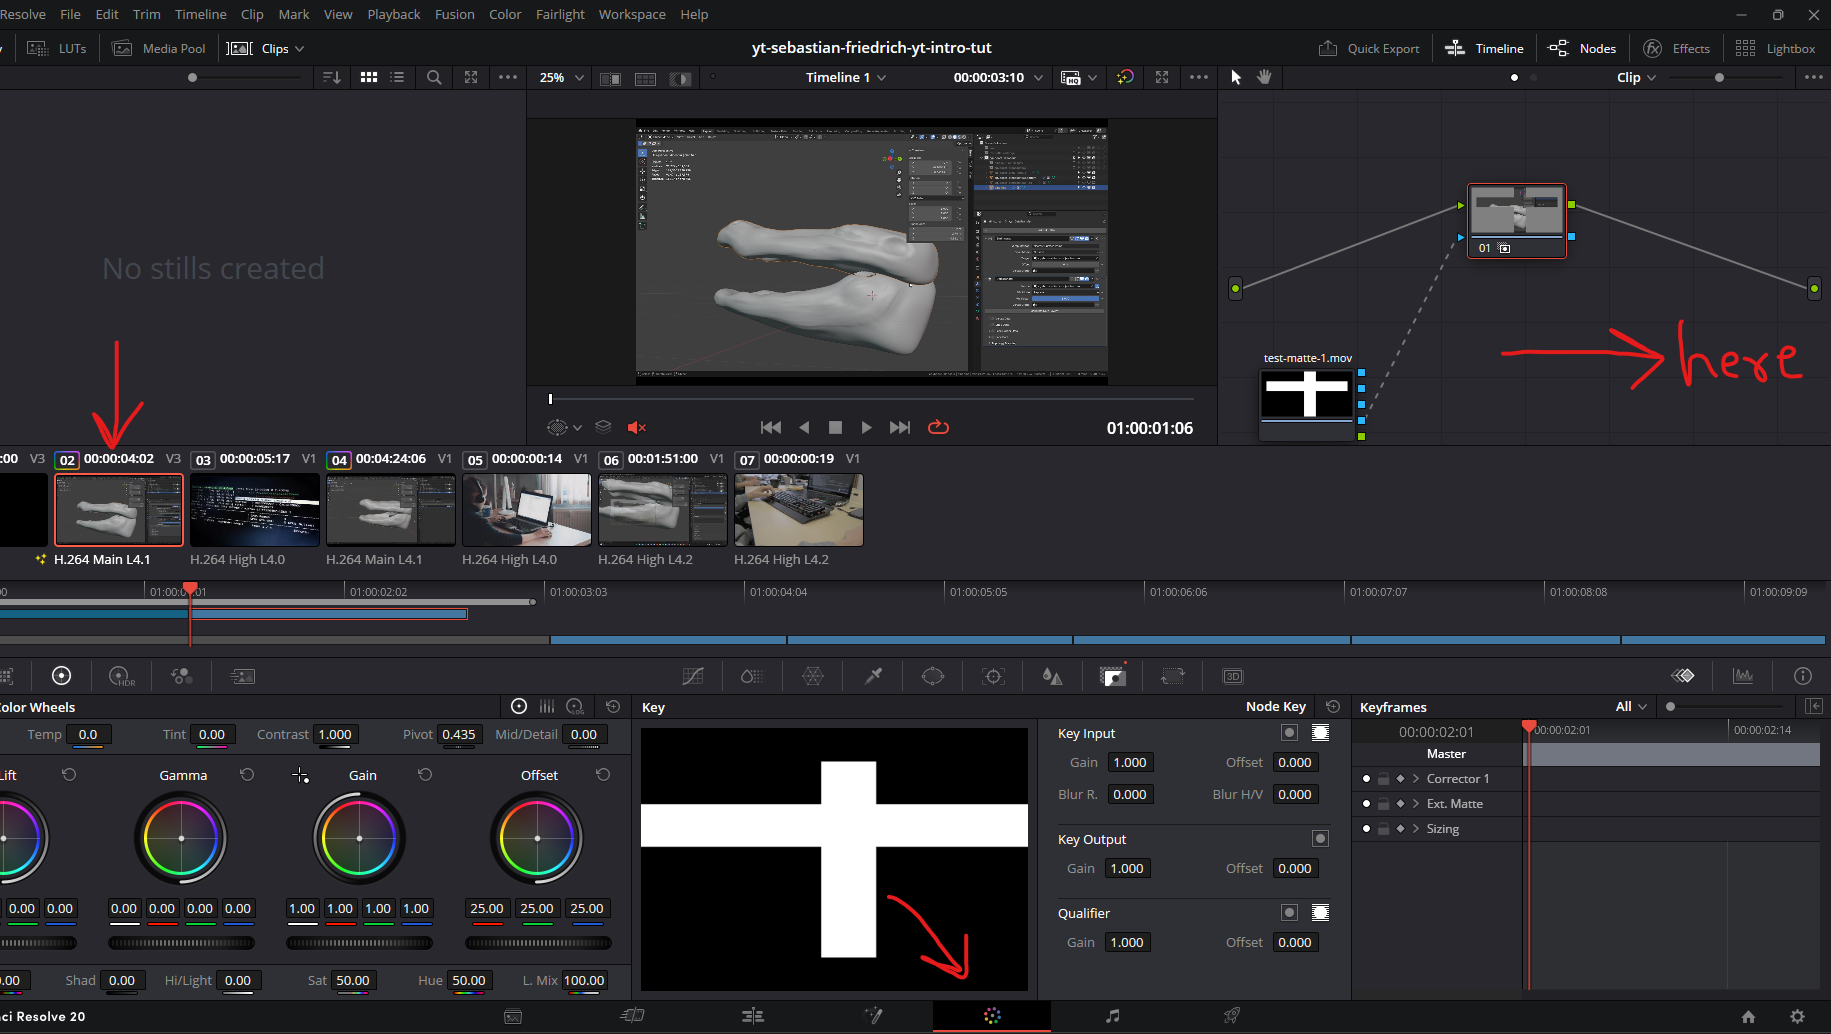 Resolve File Edit Trim Timeline Clip Mark View Playback Fusion Color Fairlight Workspace Help
LUTs Media Pool Clips yt-sebastian-friedrich-yt-intro-tut Quick Export Timeline Nodes Effects Lightbox
25% Timeline 1 00:00:03:10 Clip
No stills created
01
test-matte-1.mov
here
01:00:01:06
:00 V3 02 00:00:04:02 V3 03 00:00:05:17 V1 04 00:04:24:06 V1 05 00:00:00:14 V1 06 00:01:51:00 V1 07 00:00:00:19 V1
H.264 Main L4.1 H.264 High L4.0 H.264 Main L4.1 H.264 High L4.0 H.264 High L4.2 H.264 High L4.2
01:00:02:02 01:00:03:03 01:00:04:04 01:00:05:05 01:00:06:06 01:00:07:07 01:00:08:08 01:00:09:09
HDR 3D
Color Wheels LOG Key Node Key Keyframes All
Temp 0.0 Tint 0.00 Contrast 1.000 Pivot 0.435 Mid/Detail 0.00
Lift Gamma Gain Offset
0.00 0.00 0.00 0.00 0.00 0.00 1.00 1.00 1.00 1.00 25.00 25.00 25.00
.00 Shad 0.00 Hi/Light 0.00 Sat 50.00 Hue 50.00 L. Mix 100.00
Key Input
Gain 1.000 Offset 0.000
Blur R. 0.000 Blur H/V 0.000
Key Output
Gain 1.000 Offset 0.000
Qualifier
Gain 1.000 Offset 0.000
00:00:02:01 00:00:02:01 00:00:02:14
Master
Corrector 1
Ext. Matte
Sizing
ci Resolve 20